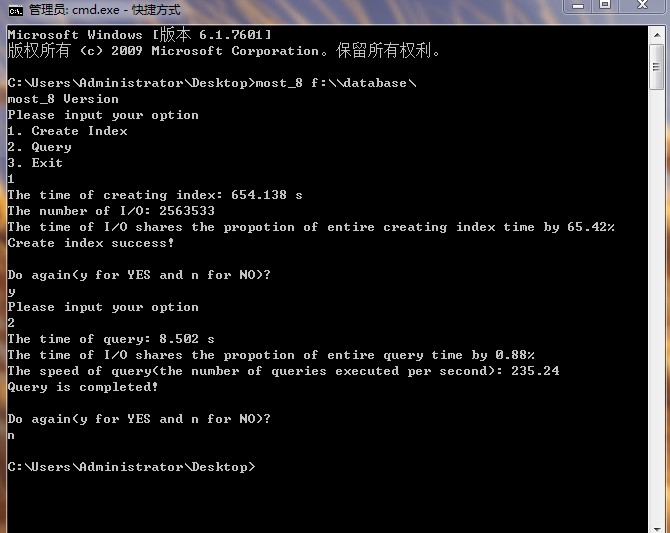 管理员: cmd.exe - 快捷方式
Microsoft Windows [版本 6.1.7601]
版权所有 (c) 2009 Microsoft Corporation。保留所有权利。
C:\Users\Administrator\Desktop>most_8 f:\\database\
most_8 Version
Please input your option
1. Create Index
2. Query
3. Exit
1
The time of creating index: 654.138 s
The number of I/O: 2563533
The time of I/O shares the propotion of entire creating index time by 65.42%
Create index success!
Do again(y for YES and n for NO)?
y
Please input your option
2
The time of query: 8.502 s
The time of I/O shares the propotion of entire query time by 0.88%
The speed of query(the number of queries executed per second): 235.24
Query is completed!
Do again(y for YES and n for NO)?
n
C:\Users\Administrator\Desktop>